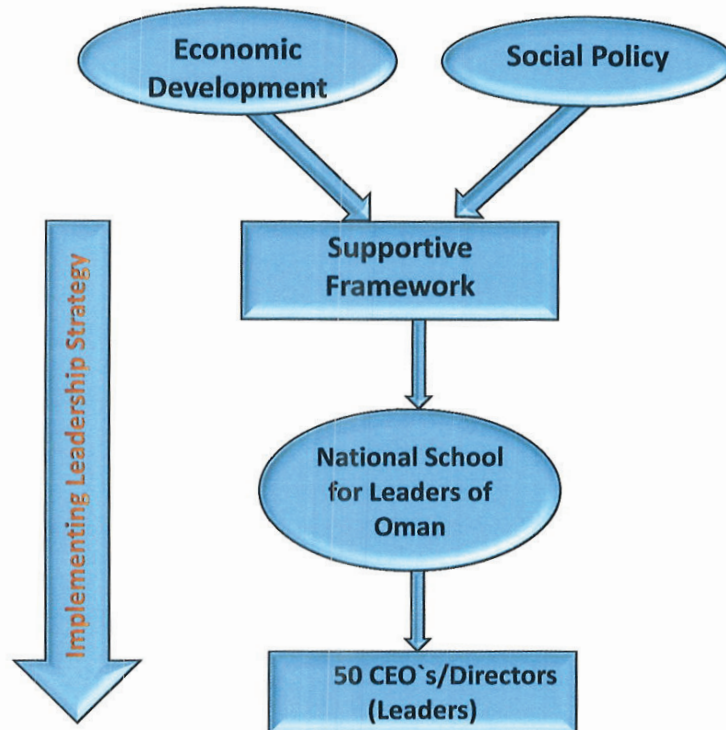 Economic
Development
Social Policy
Supportive
Framework
Implementing Leadership Strategy
National School
for Leaders of
Oman
50 CEO`s/Directors
(Leaders)